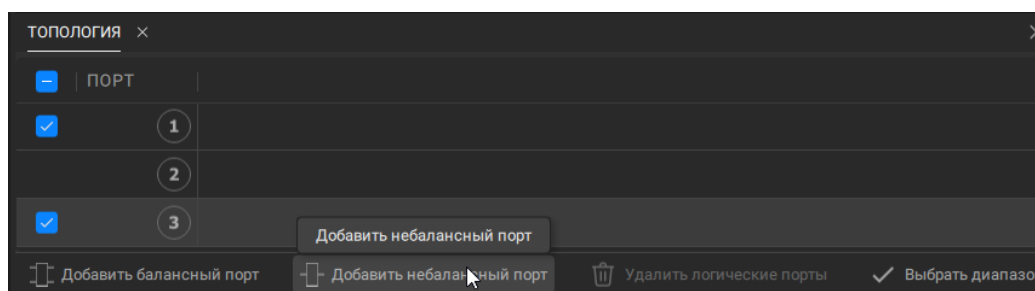 ТОПОЛОГИЯ
ПОРТ
1
2
3
Добавить небалансный порт
Добавить балансный порт Добавить небалансный порт Удалить логические порты Выбрать диапазо